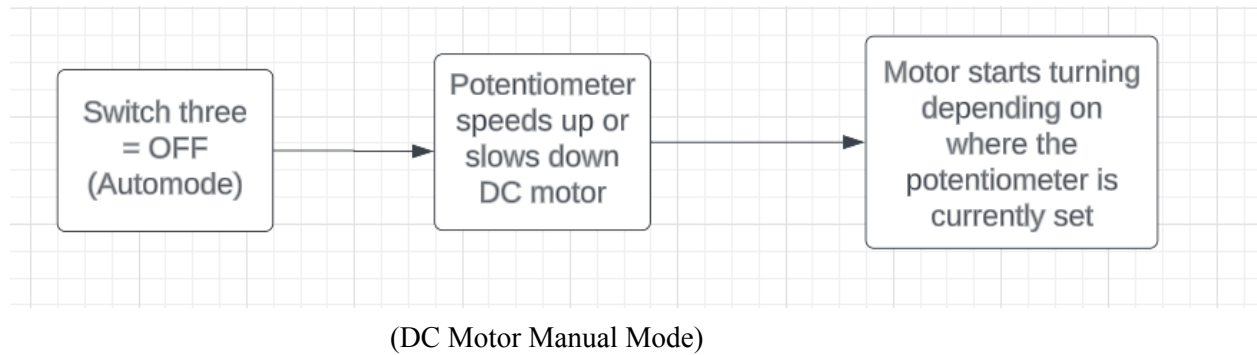 Switch three
= OFF
(Automode)
Potentiometer
speeds up or
slows down
DC motor
Motor starts turning
depending on
where the
potentiometer is
currently set
(DC Motor Manual Mode)